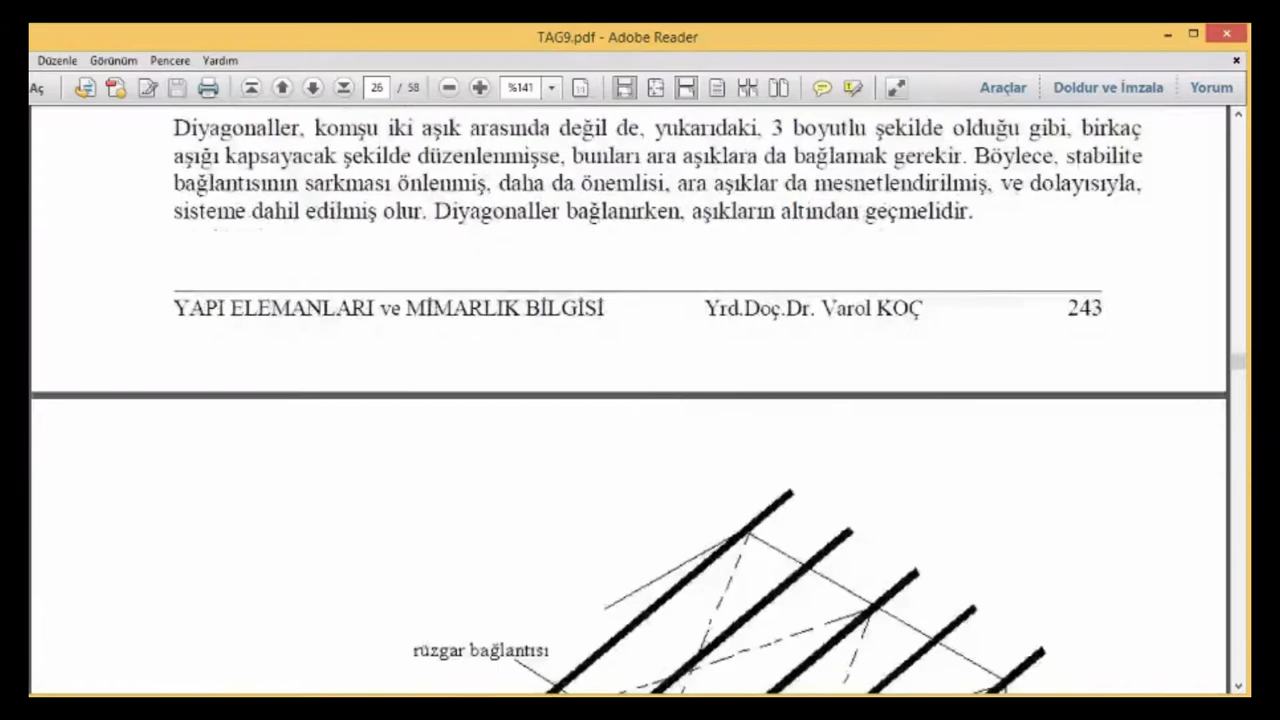 TAG9.pdf - Adobe Reader
Düzenle Görünüm Pencere Yardım
Aç 26 / 58 %141 Araçlar Doldur ve İmzala Yorum
Diyagonaller, komşu iki aşık arasında değil de, yukarıdaki, 3 boyutlu şekilde olduğu gibi, birkaç
aşığı kapsayacak şekilde düzenlenmişse, bunları ara aşıklara da bağlamak gerekir. Böylece, stabilite
bağlantısının sarkması önlenmiş, daha da önemlisi, ara aşıklar da mesnetlendirilmiş, ve dolayısıyla,
sisteme dahil edilmiş olur. Diyagonaller bağlanırken, aşıkların altından geçmelidir.
YAPI ELEMANLARI ve MİMARLIK BİLGİSİ Yrd.Doç.Dr. Varol KOÇ 243
rüzgar bağlantısı